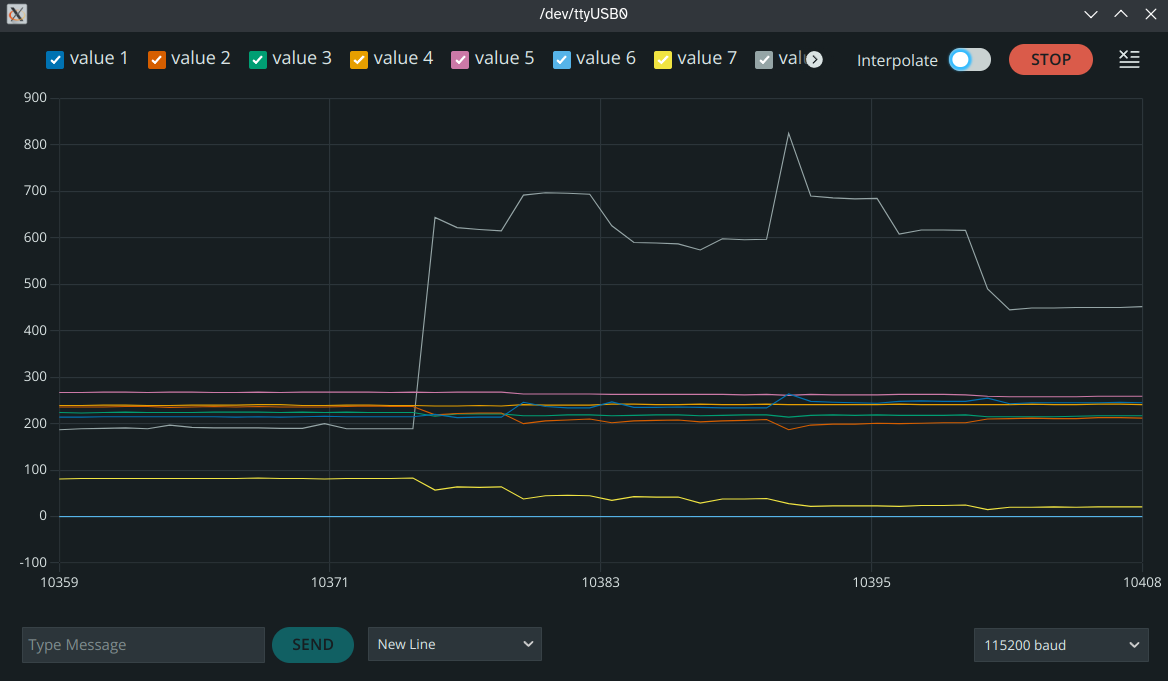 /dev/ttyUSB0
value 1 value 2 value 3 value 4 value 5 value 6 value 7 val Interpolate STOP
900
800
700
600
500
400
300
200
100
0
-100
10359 10371 10383 10395 10408
Type Message SEND New Line 115200 baud